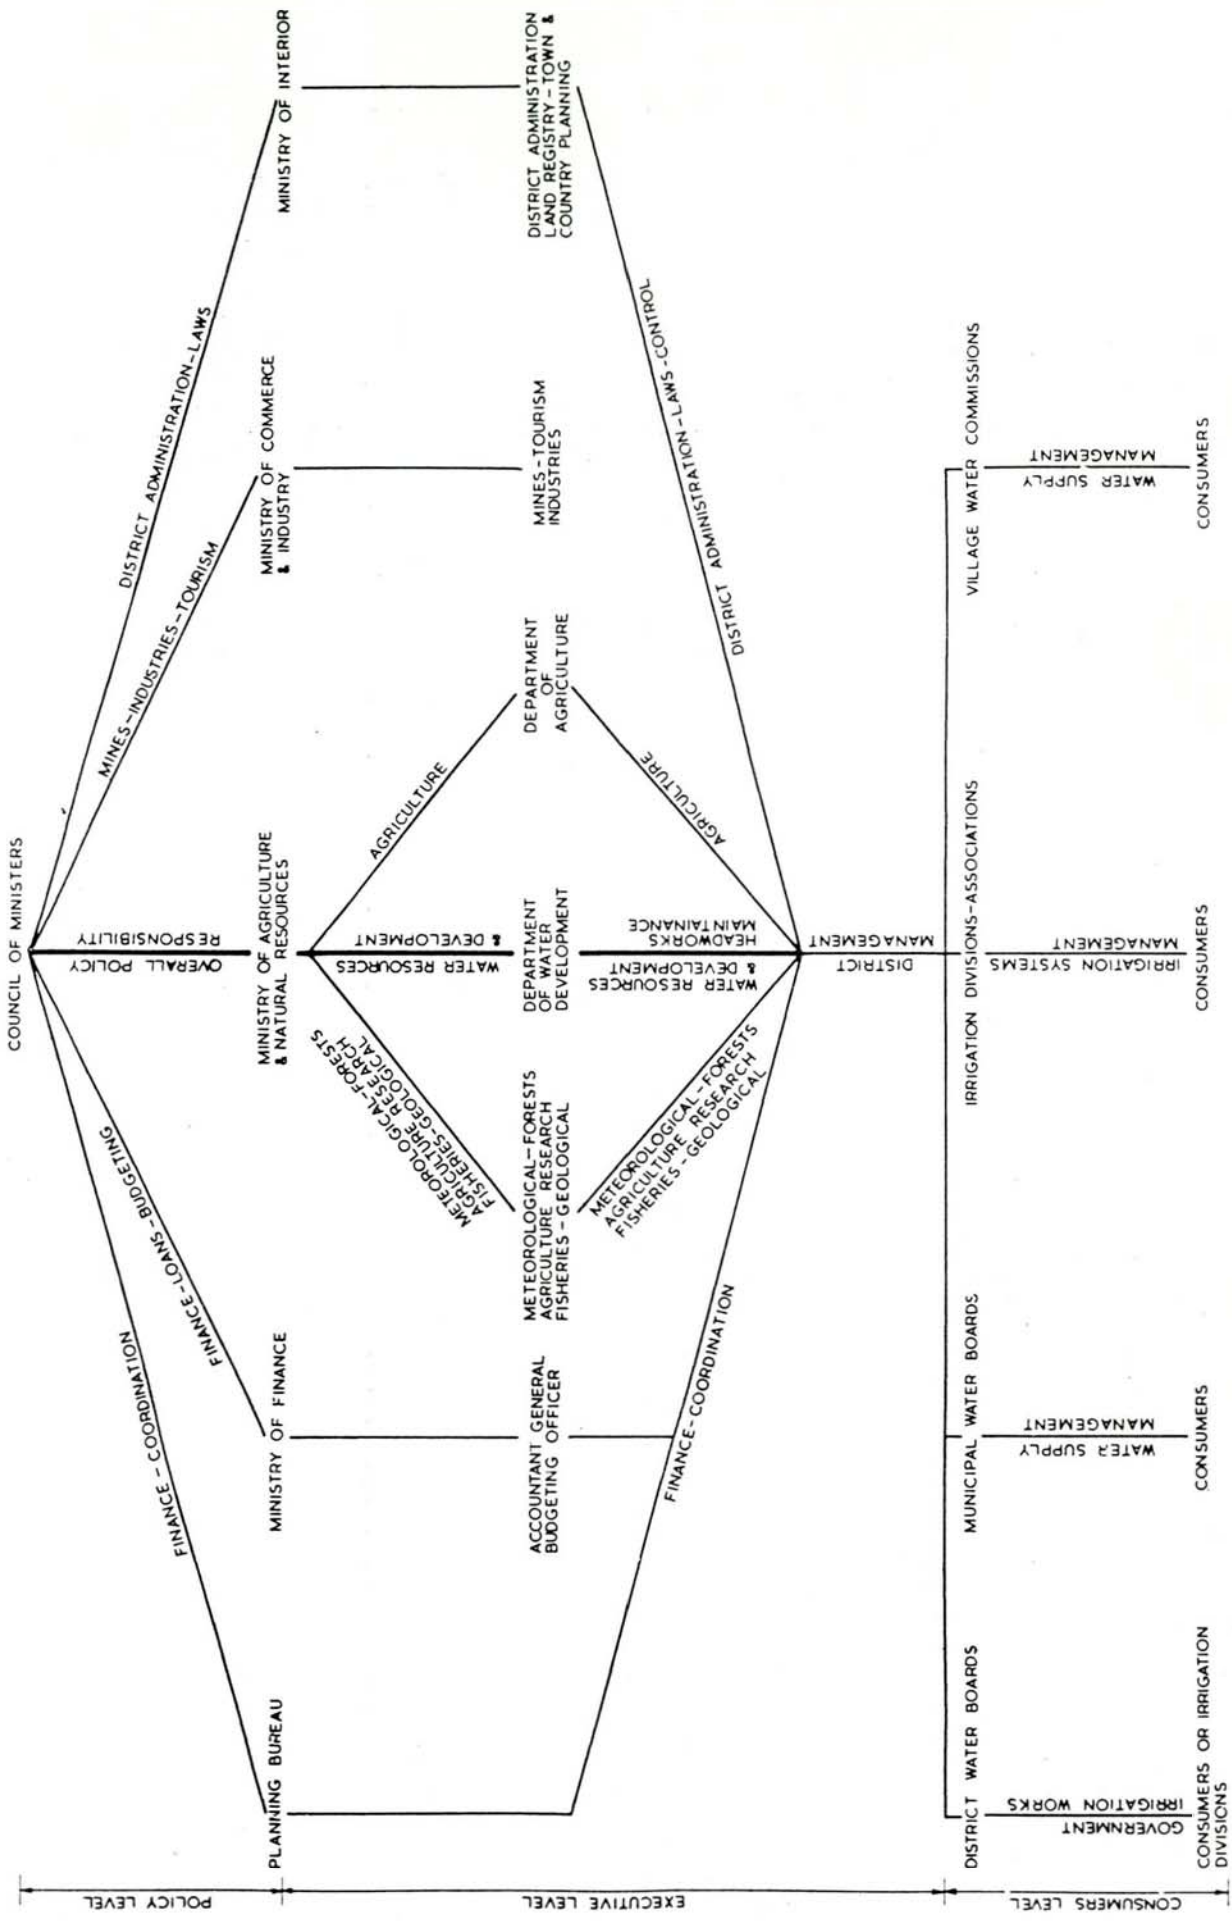 COUNCIL OF MINISTERS
FINANCE - COORDINATION
FINANCE-LOANS-BUDGETING
OVERALL POLICY
RESPONSIBILITY
MINES-INDUSTRIES-TOURISM
DISTRICT ADMINISTRATION-LAWS
POLICY LEVEL
PLANNING BUREAU
MINISTRY OF FINANCE
MINISTRY OF AGRICULTURE
& NATURAL RESOURCES
MINISTRY OF COMMERCE
& INDUSTRY
MINISTRY OF INTERIOR
METEOROLOGICAL-FORESTS
AGRICULTURE RESEARCH
FISHERIES-GEOLOGICAL
WATER RESOURCES
& DEVELOPMENT
AGRICULTURE
EXECUTIVE LEVEL
ACCOUNTANT GENERAL
BUDGETING OFFICER
METEOROLOGICAL-FORESTS
AGRICULTURE RESEARCH
FISHERIES - GEOLOGICAL
DEPARTMENT
OF WATER
DEVELOPMENT
DEPARTMENT
OF
AGRICULTURE
MINES-TOURISM
INDUSTRIES
DISTRICT ADMINISTRATION
LAND REGISTRY-TOWN &
COUNTRY PLANNING
FINANCE-COORDINATION
METEOROLOGICAL-FORESTS
AGRICULTURE RESEARCH
FISHERIES - GEOLOGICAL
WATER RESOURCES
& DEVELOPMENT
HEADWORKS
MAINTAINANCE
AGRICULTURE
DISTRICT ADMINISTRATION-LAWS-CONTROL
DISTRICT
MANAGEMENT
DISTRICT WATER BOARDS
MUNICIPAL WATER BOARDS
IRRIGATION DIVISIONS-ASSOCIATIONS
VILLAGE WATER COMMISSIONS
CONSUMERS LEVEL
GOVERNMENT
IRRIGATION WORKS
WATER SUPPLY
MANAGEMENT
IRRIGATION SYSTEMS
MANAGEMENT
WATER SUPPLY
MANAGEMENT
CONSUMERS OR IRRIGATION
DIVISIONS
CONSUMERS
CONSUMERS
CONSUMERS